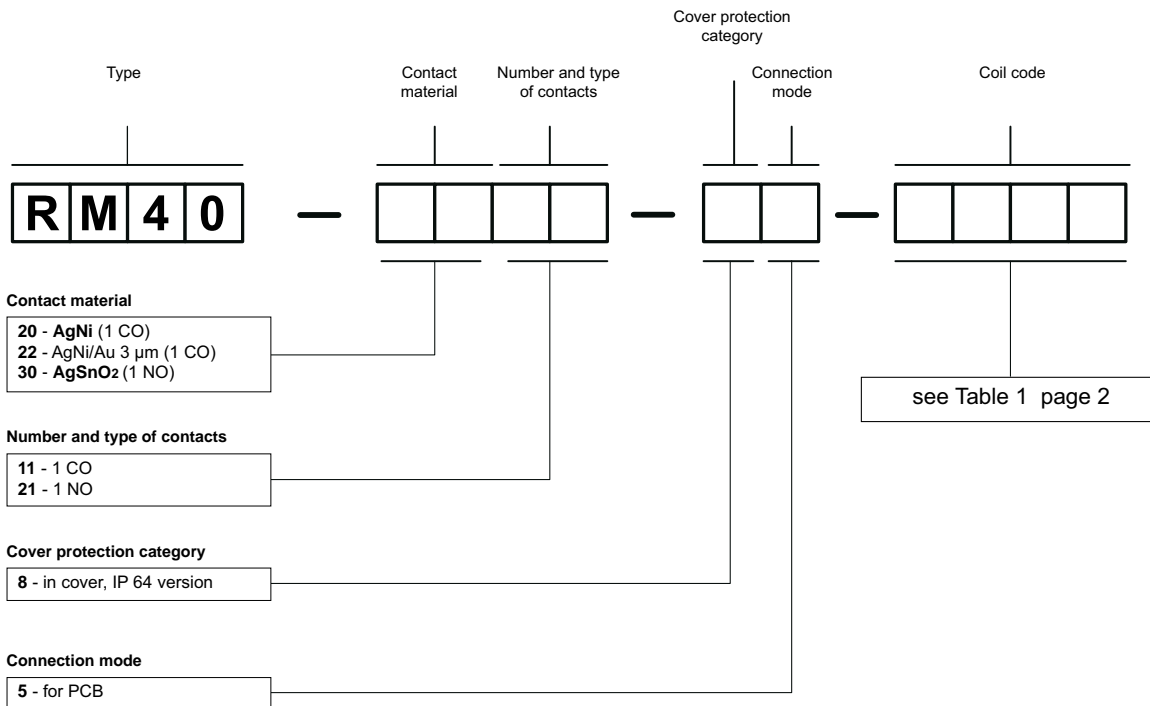 Cover protection
category
Type
Contact
material
Number and type
of contacts
Connection
mode
Coil code
RM40 – – –
Contact material
20 - AgNi (1 CO)
22 - AgNi/Au 3 µm (1 CO)
30 - AgSnO2 (1 NO)
see Table 1 page 2
Number and type of contacts
11 - 1 CO
21 - 1 NO
Cover protection category
8 - in cover, IP 64 version
Connection mode
5 - for PCB